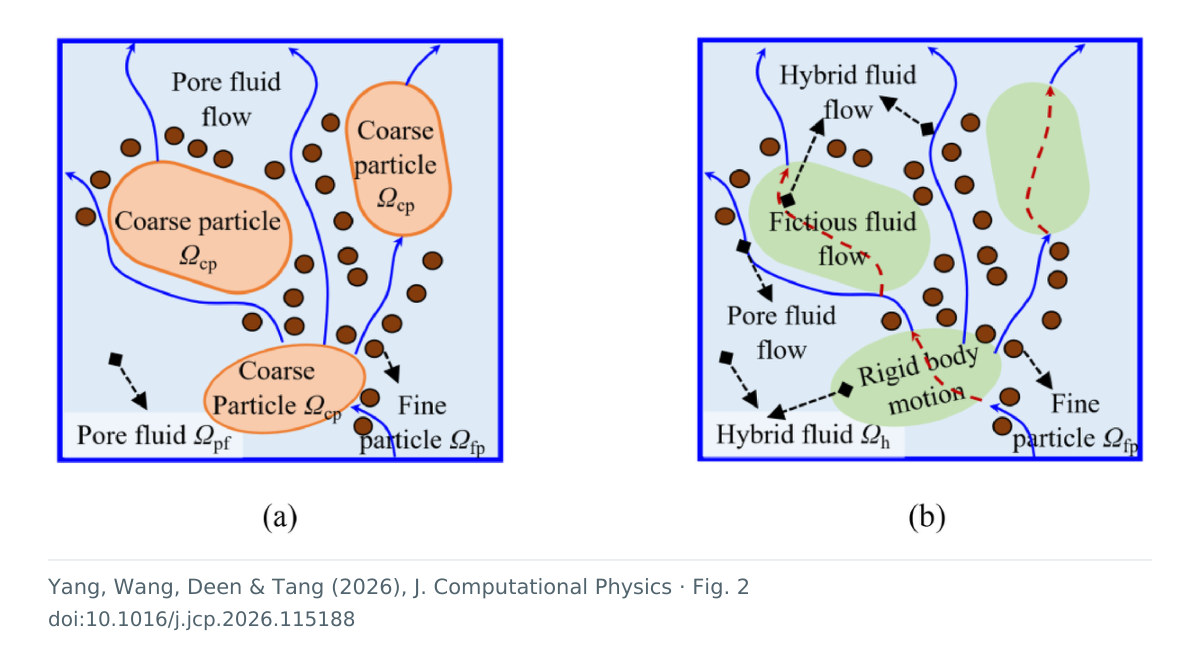 Pore fluid
flow
Coarse
particle
Ωcp
Coarse particle
Ωcp
Coarse
Particle Ωcp
Fine
particle Ωfp
Pore fluid Ωpf
(a)
Hybrid fluid
flow
Fictious fluid
flow
Pore fluid
flow
Rigid body
motion
Fine
particle Ωfp
Hybrid fluid Ωh
(b)
Yang, Wang, Deen & Tang (2026), J. Computational Physics · Fig. 2
doi:10.1016/j.jcp.2026.115188